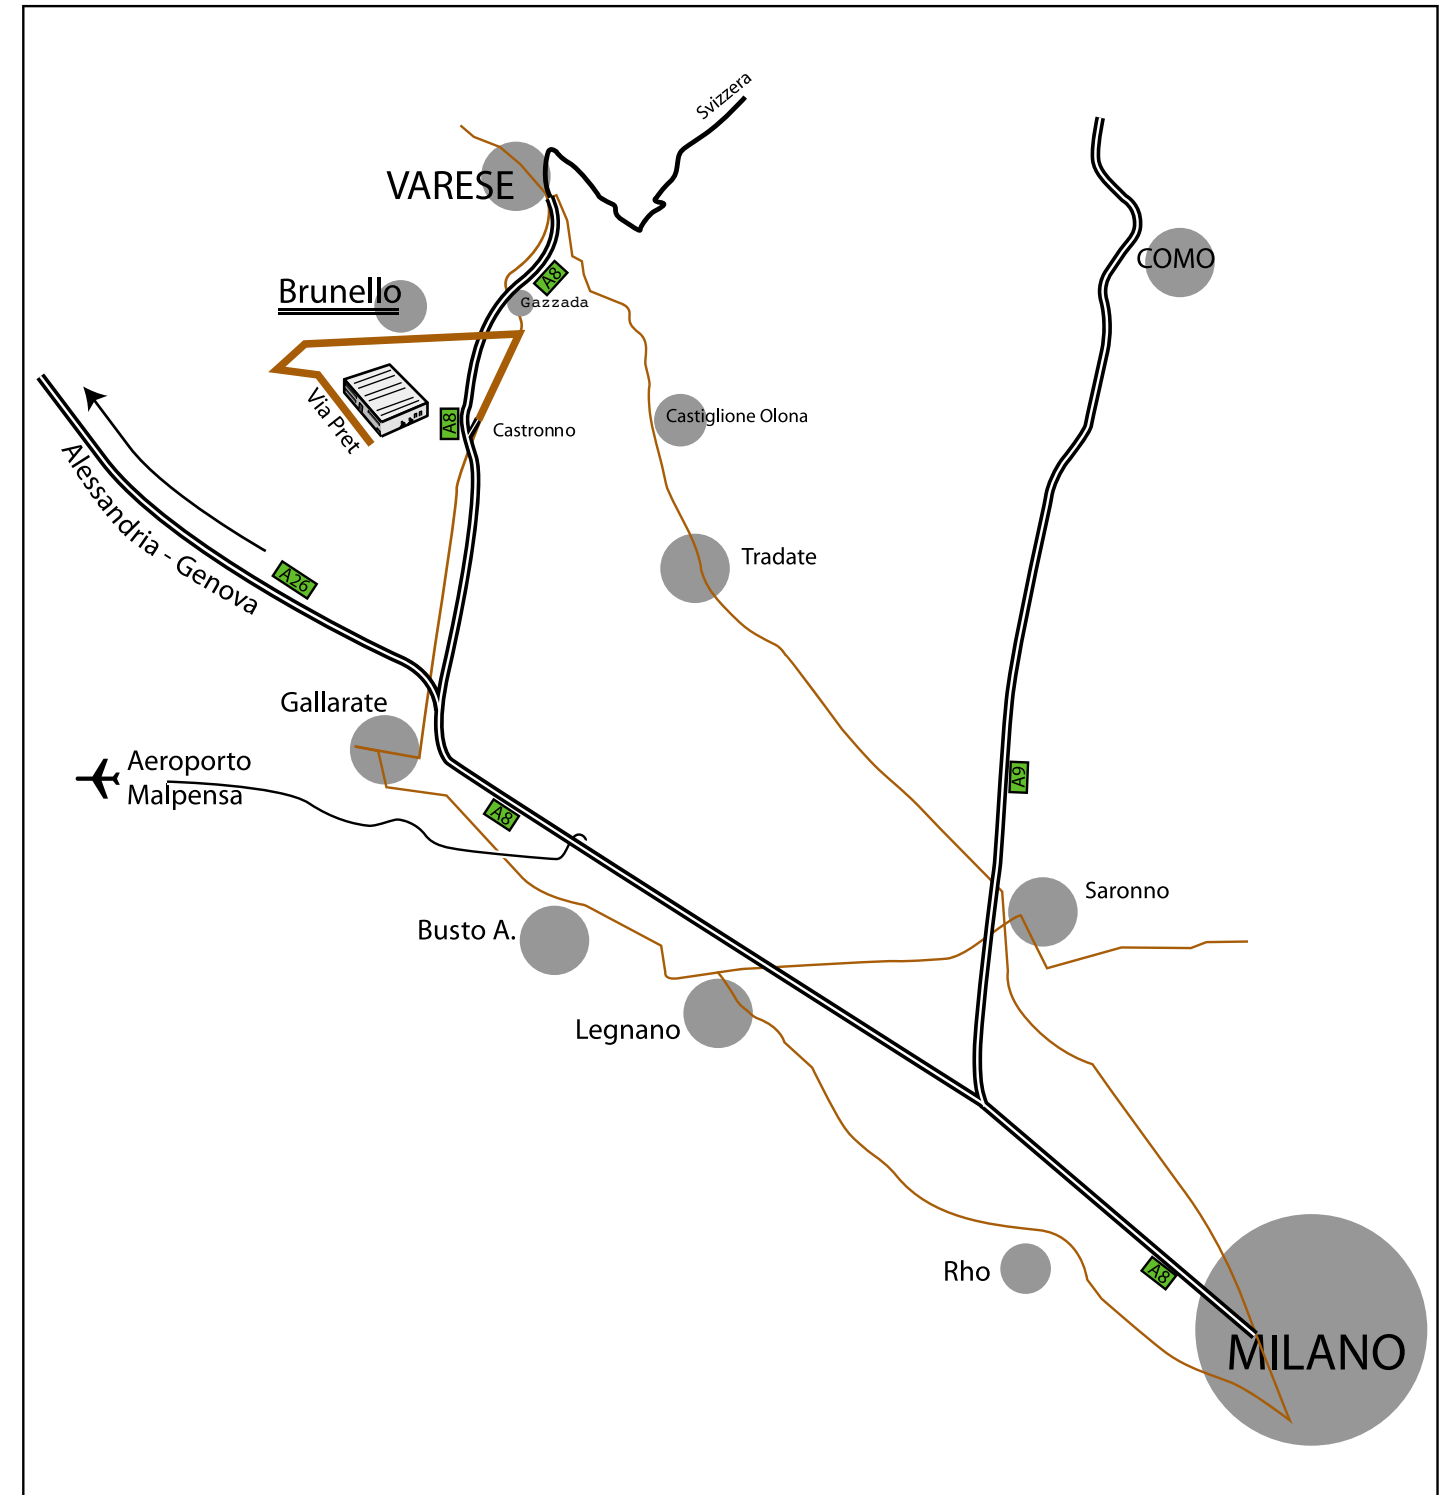 Svizzera
VARESE
COMO
A8
Brunello
Gazzada
Via Pret
A8
Castronno
Castiglione Olona
Alessandria - Genova
A26
Tradate
Gallarate
Aeroporto
Malpensa
A9
A8
Saronno
Busto A.
Legnano
Rho
A8
MILANO